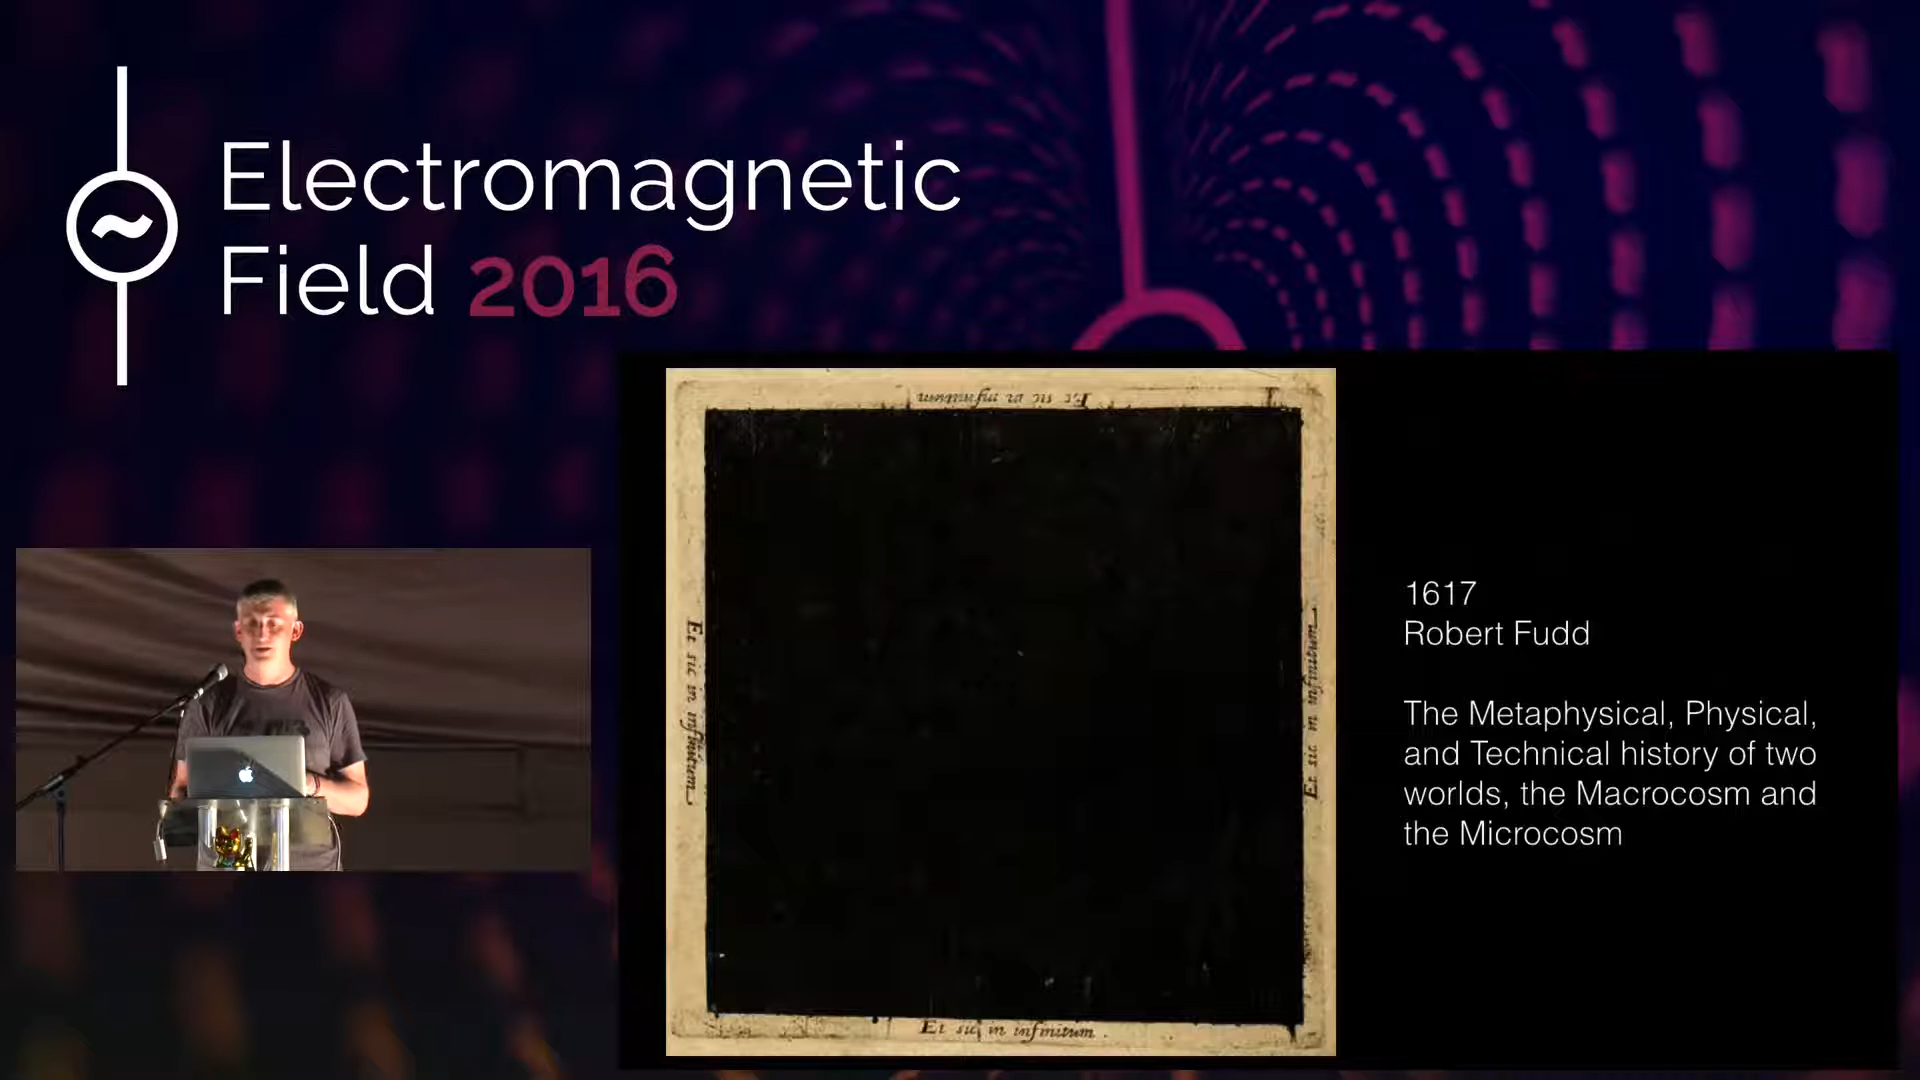 Electromagnetic
Field 2016
Et sic in infinitum
Et sic in infinitum
Et sic in infinitum
Et sic in infinitum .
1617
Robert Fudd
The Metaphysical, Physical,
and Technical history of two
worlds, the Macrocosm and
the Microcosm